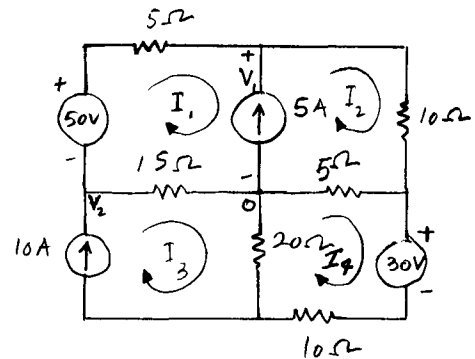 5Ω
+
+ V₁
50V I₁ 5A I₂ 10Ω
-
15Ω - 5Ω
V₂ 0
10A I₃ 20Ω I₄ + 30V
-
10Ω